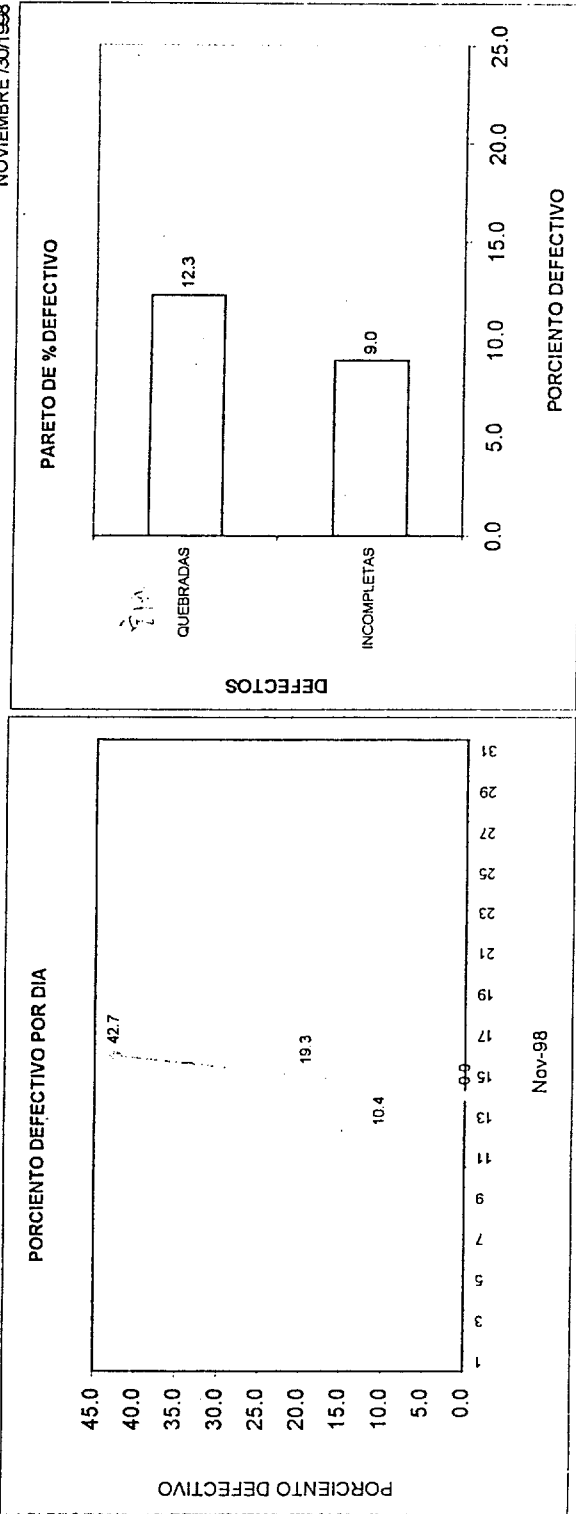 NOVIEMBRE /30/1998
PORCIENTO DEFECTIVO POR DIA
PORCIENTO DEFECTIVO
45.0
40.0
35.0
30.0
25.0
20.0
15.0
10.0
5.0
0.0
42.7
19.3
10.4
1 3 5 7 9 11 13 15 17 19 21 23 25 27 29 31
Nov-98
PARETO DE % DEFECTIVO
DEFECTOS
QUEBRADAS
12.3
INCOMPLETAS
9.0
0.0 5.0 10.0 15.0 20.0 25.0
PORCIENTO DEFECTIVO